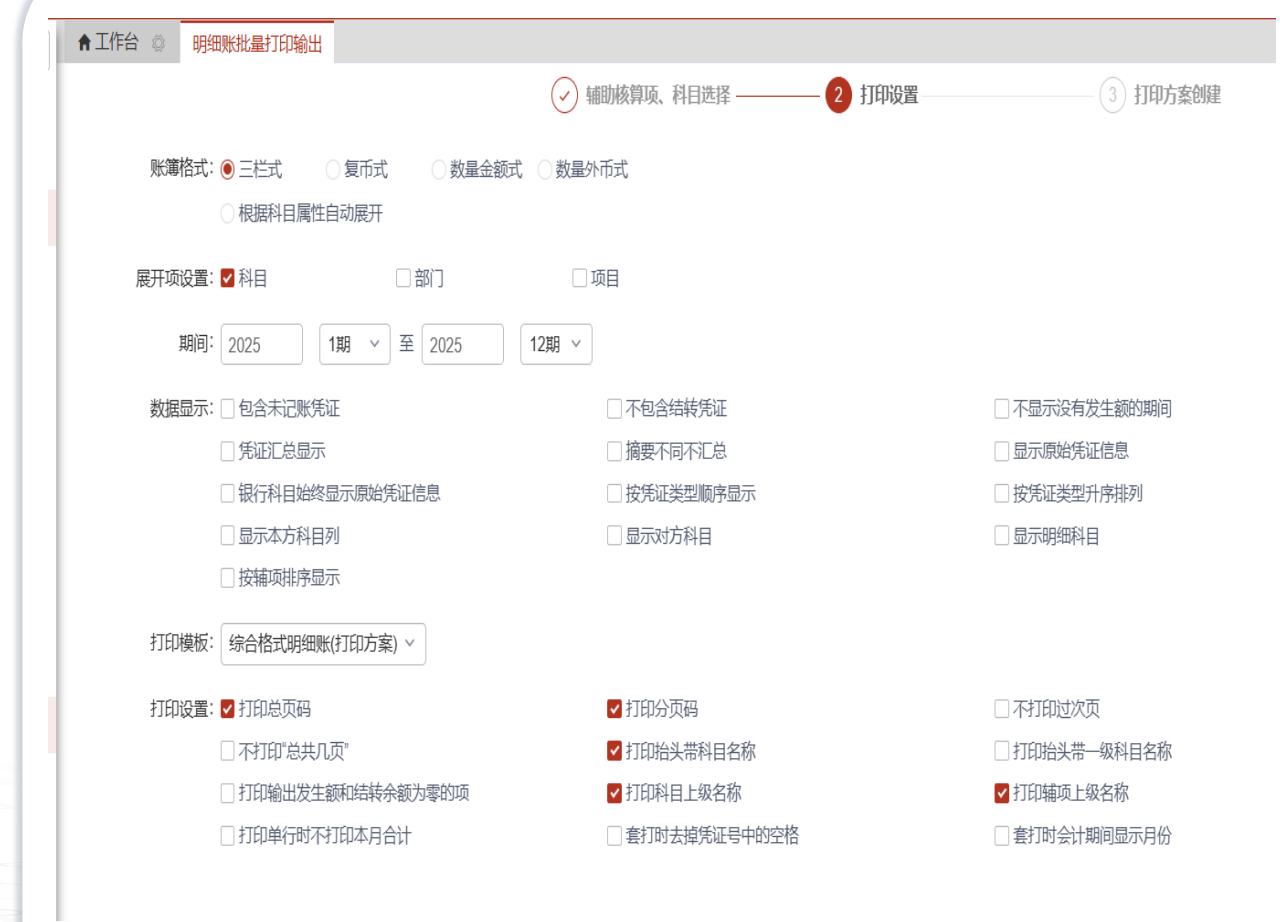 工作台 明细账批量打印输出
辅助核算项、科目选择 2 打印设置 3 打印方案创建
账簿格式: 三栏式 复币式 数量金额式 数量外币式
根据科目属性自动展开
展开项设置: 科目 部门 项目
期间: 2025 1期 至 2025 12期
数据显示: 包含未记账凭证 不包含结转凭证 不显示没有发生额的期间
凭证汇总显示 摘要不同不汇总 显示原始凭证信息
银行科目始终显示原始凭证信息 按凭证类型顺序显示 按凭证类型升序排列
显示本方科目列 显示对方科目 显示明细科目
按辅项排序显示
打印模板: 综合格式明细账(打印方案)
打印设置: 打印总页码 打印分页码 不打印过次页
不打印“总共几页” 打印抬头带科目名称 打印抬头带一级科目名称
打印输出发生额和结转余额为零的项 打印科目上级名称 打印辅项上级名称
打印单行时不打印本月合计 套打时去掉凭证号中的空格 套打时会计期间显示月份